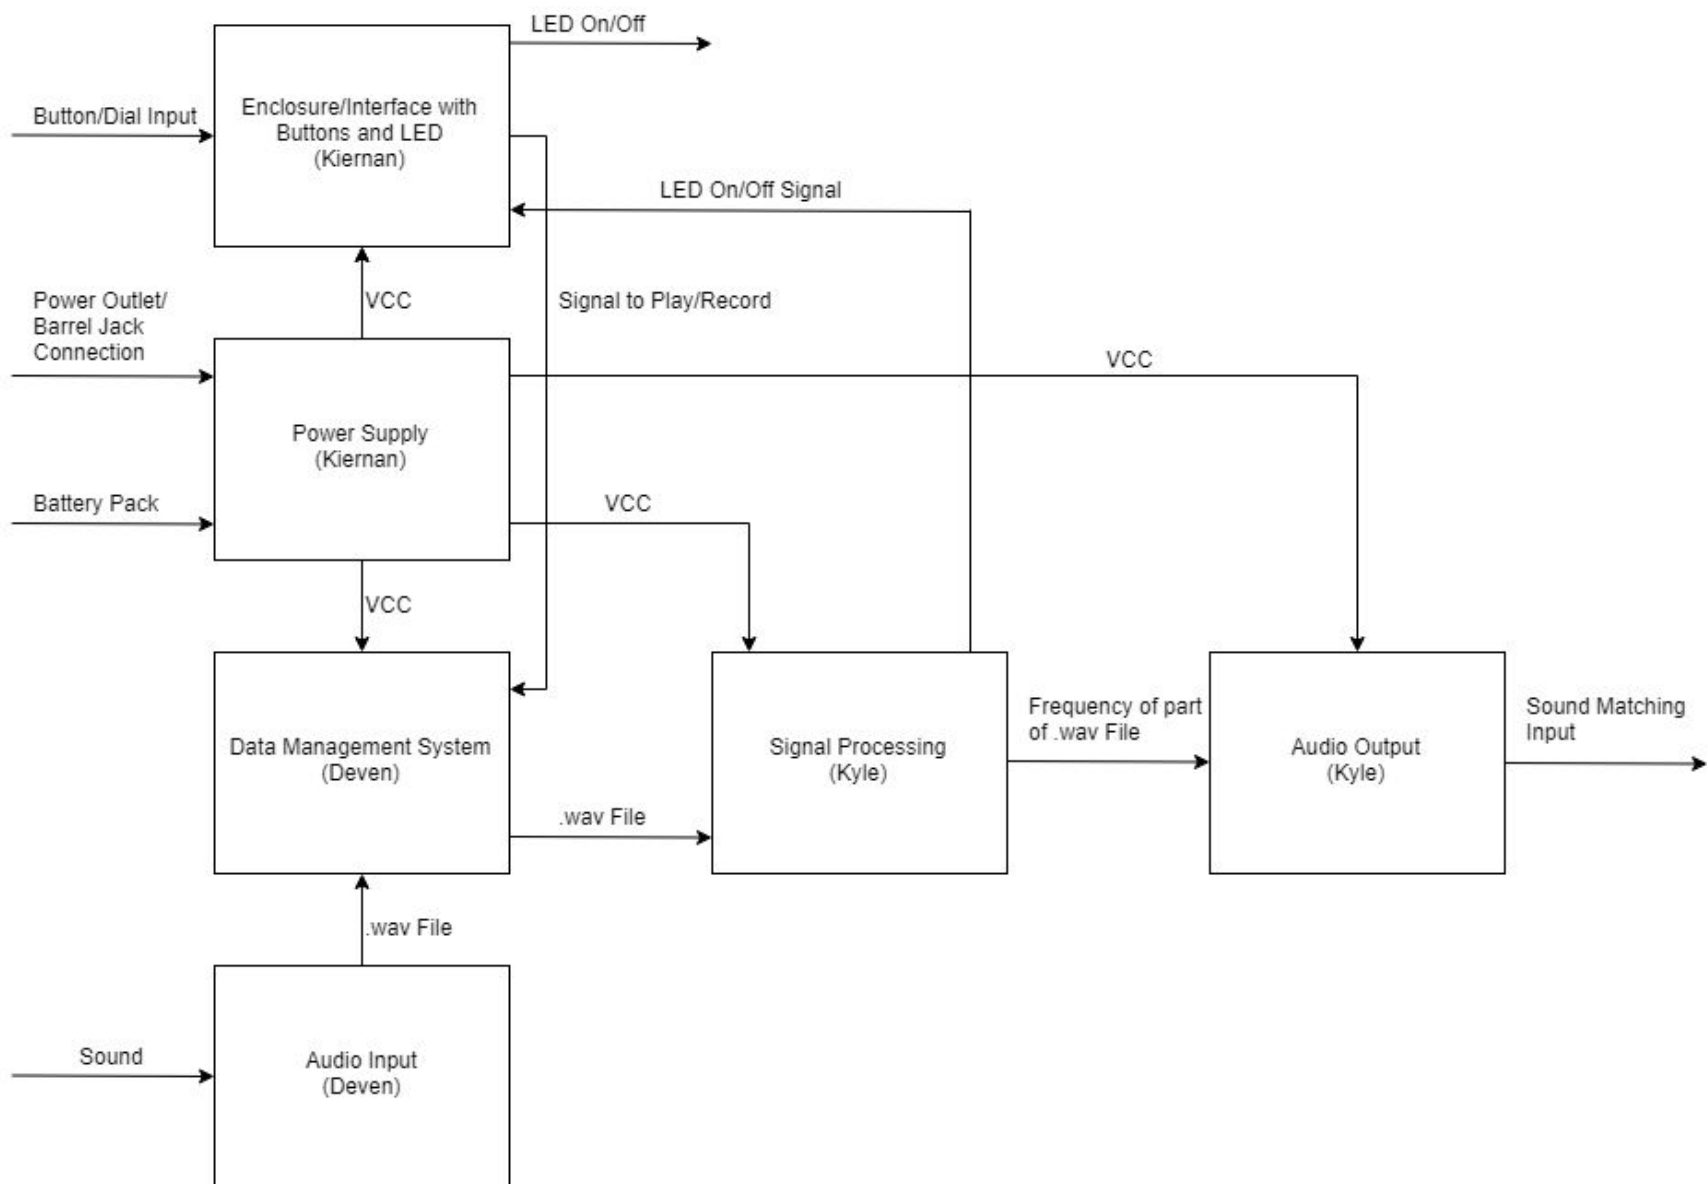 LED On/Off
Button/Dial Input
Enclosure/Interface with
Buttons and LED
(Kiernan)
LED On/Off Signal
Power Outlet/
Barrel Jack
Connection
VCC
Signal to Play/Record
VCC
Power Supply
(Kiernan)
Battery Pack
VCC
VCC
Data Management System
(Deven)
Signal Processing
(Kyle)
Frequency of part
of .wav File
Audio Output
(Kyle)
Sound Matching
Input
.wav File
.wav File
Sound
Audio Input
(Deven)